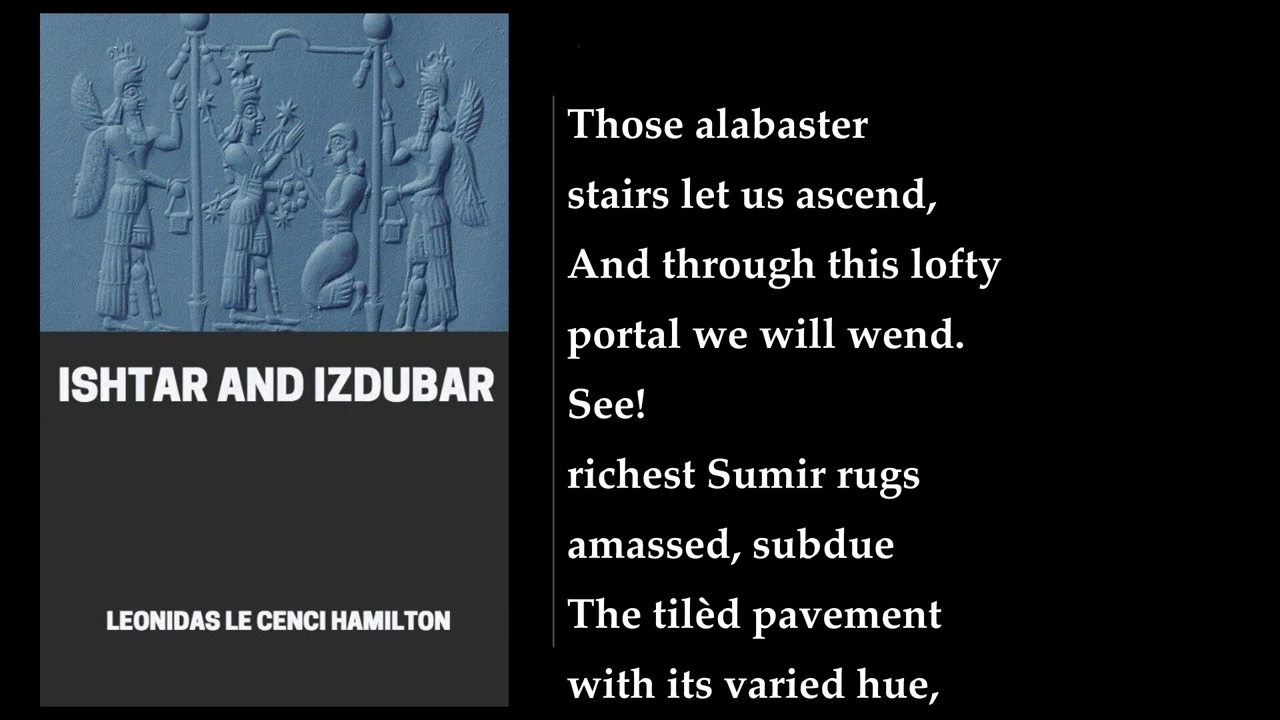 ISHTAR AND IZDUBAR
LEONIDAS LE CENCI HAMILTON
Those alabaster
stairs let us ascend,
And through this lofty
portal we will wend.
See!
richest Sumir rugs
amassed, subdue
The tilèd pavement
with its varied hue,